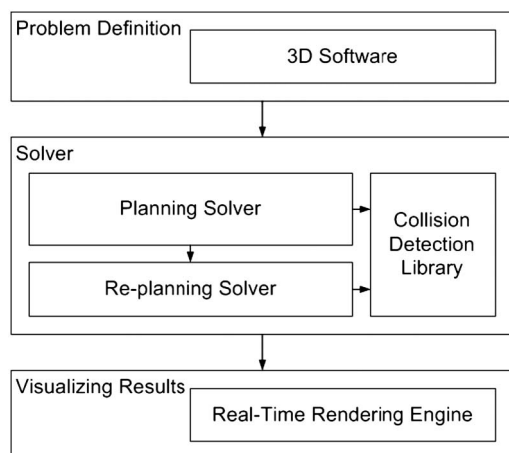 Problem Definition
3D Software
Solver
Planning Solver
Re-planning Solver
Collision
Detection
Library
Visualizing Results
Real-Time Rendering Engine